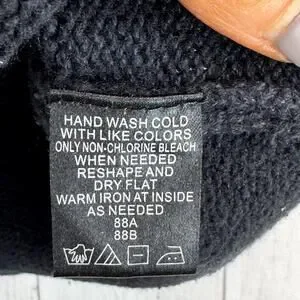 HAND WASH COLD
WITH LIKE COLORS
ONLY NON-CHLORINE BLEACH
WHEN NEEDED
RESHAPE AND
DRY FLAT
WARM IRON AT INSIDE
AS NEEDED
88A
88B